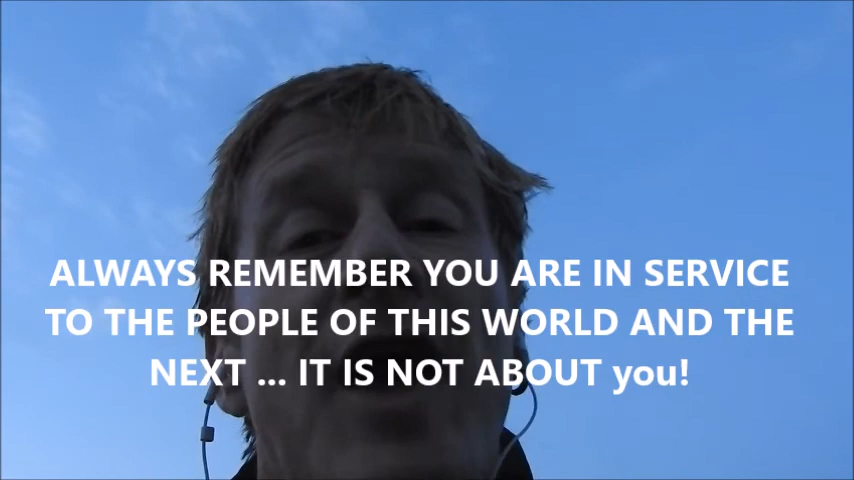 ALWAYS REMEMBER YOU ARE IN SERVICE
TO THE PEOPLE OF THIS WORLD AND THE
NEXT ... IT IS NOT ABOUT you!